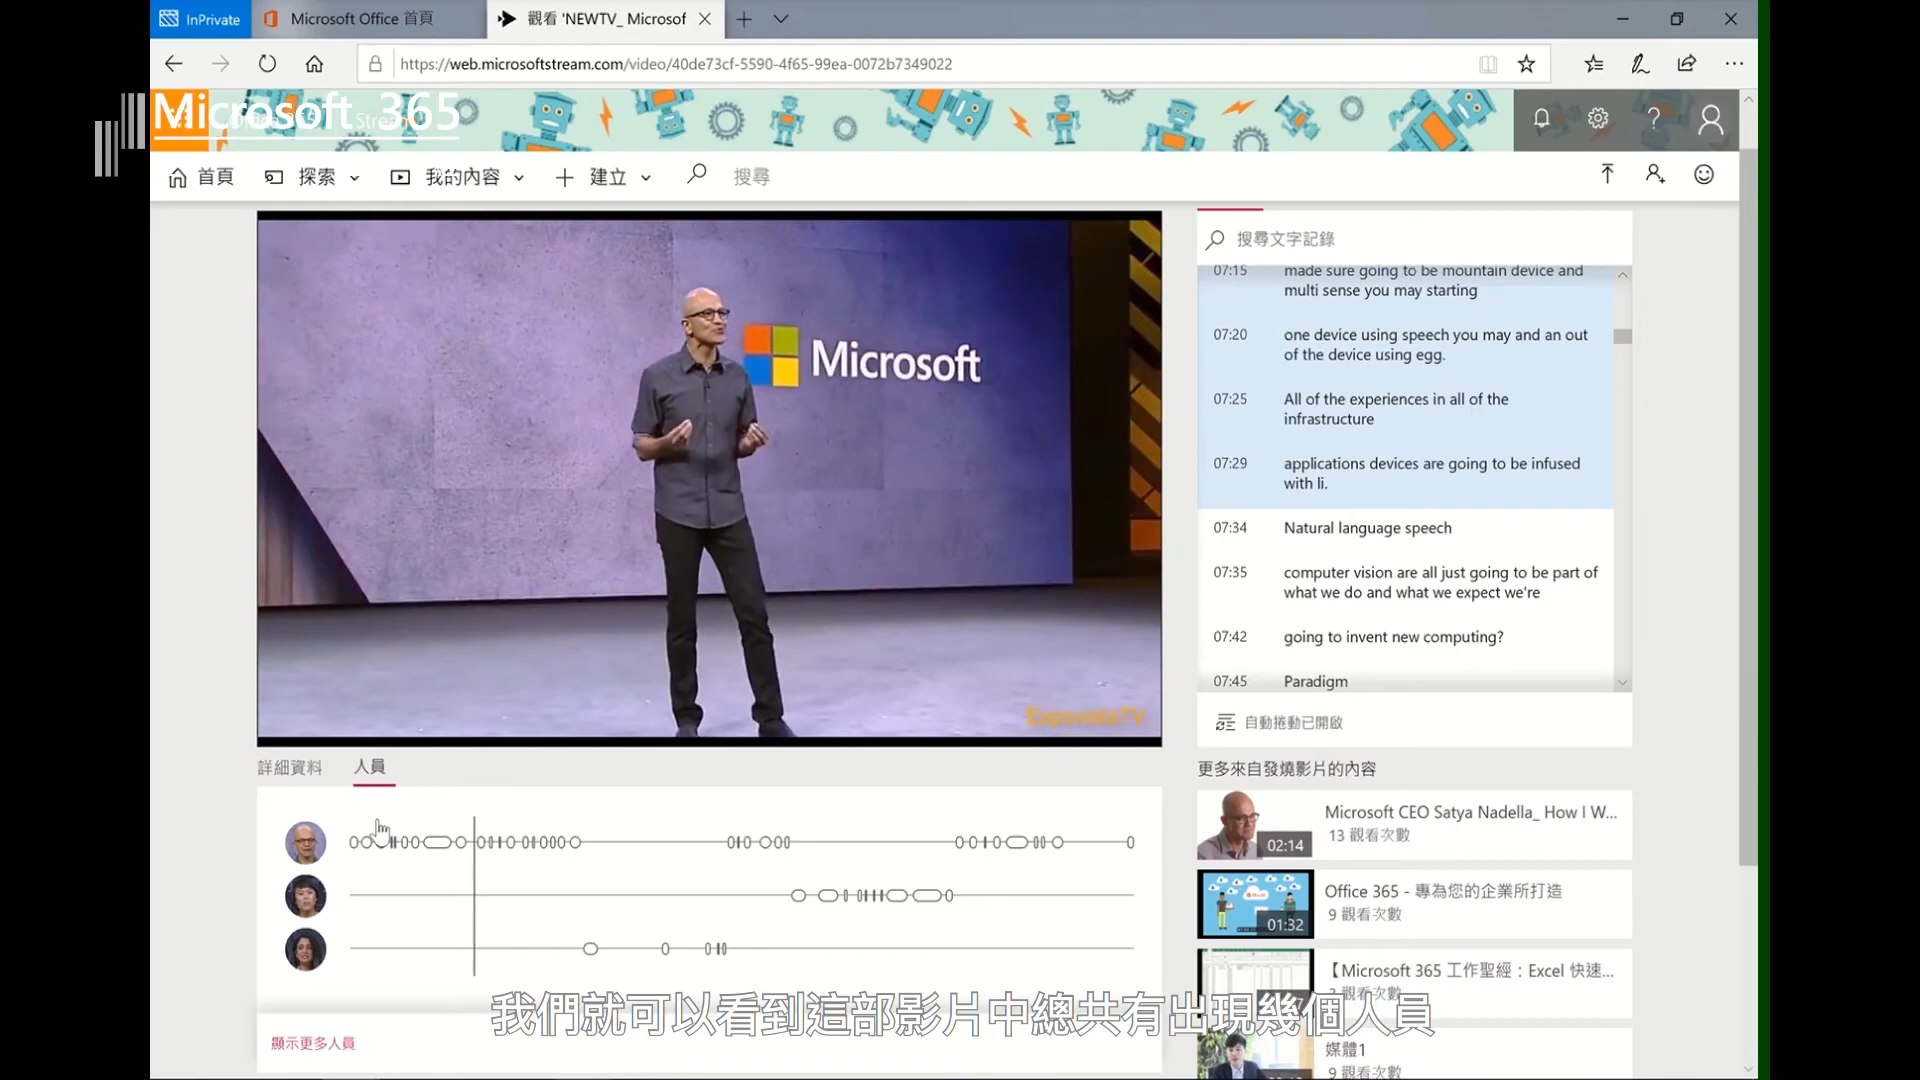 InPrivate
Microsoft Office 首頁
觀看 'NEWTV_ Microsof
https://web.microsoftstream.com/video/40de73cf-5590-4f65-99ea-0072b7349022
Microsoft 365
首頁
探索
我的內容
建立
搜尋
Microsoft
ExpovistaTV
搜尋文字記錄
07:15 made sure going to be mountain device and
multi sense you may starting
07:20 one device using speech you may and an out
of the device using egg.
07:25 All of the experiences in all of the
infrastructure
07:29 applications devices are going to be infused
with li.
07:34 Natural language speech
07:35 computer vision are all just going to be part of
what we do and what we expect we're
07:42 going to invent new computing?
07:45 Paradigm
自動捲動已開啟
詳細資料
人員
顯示更多人員
更多來自發燒影片的內容
Microsoft CEO Satya Nadella_ How I W...
13 觀看次數
02:14
Office 365 - 專為您的企業所打造
9 觀看次數
01:32
【Microsoft 365 工作聖經：Excel 快速...
觀看次數
媒體1
9 觀看次數
我們就可以看到這部影片中總共有出現幾個人員